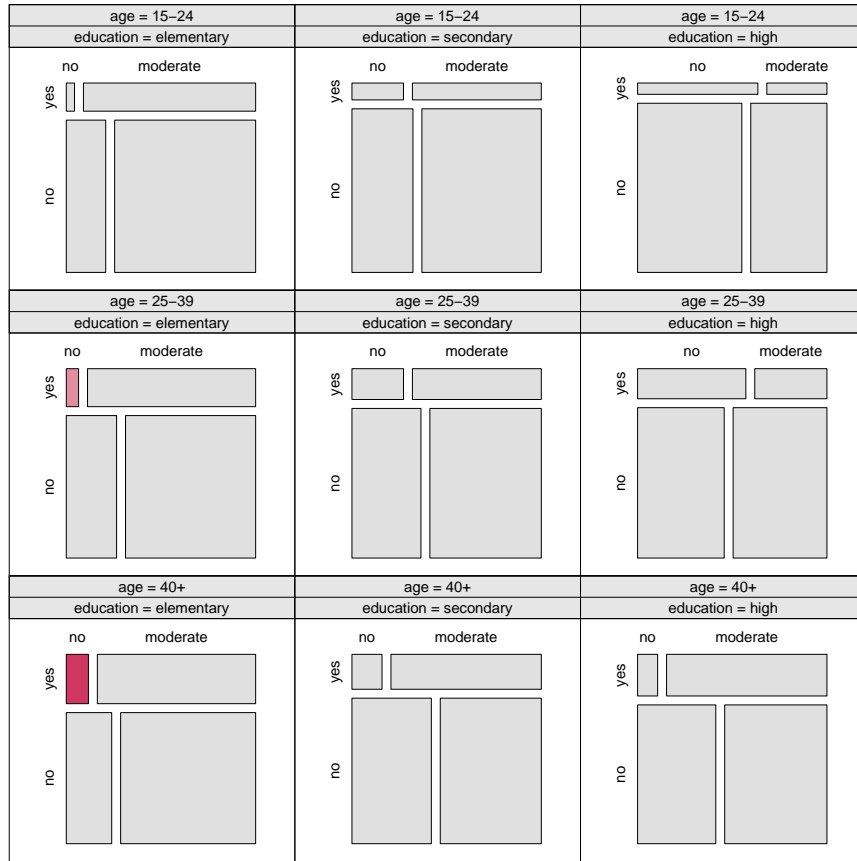 age = 15−24
education = elementary
no moderate
yes
no
age = 15−24
education = secondary
no moderate
yes
no
age = 15−24
education = high
no moderate
yes
no
age = 25−39
education = elementary
no moderate
yes
no
age = 25−39
education = secondary
no moderate
yes
no
age = 25−39
education = high
no moderate
yes
no
age = 40+
education = elementary
no moderate
yes
no
age = 40+
education = secondary
no moderate
yes
no
age = 40+
education = high
no moderate
yes
no